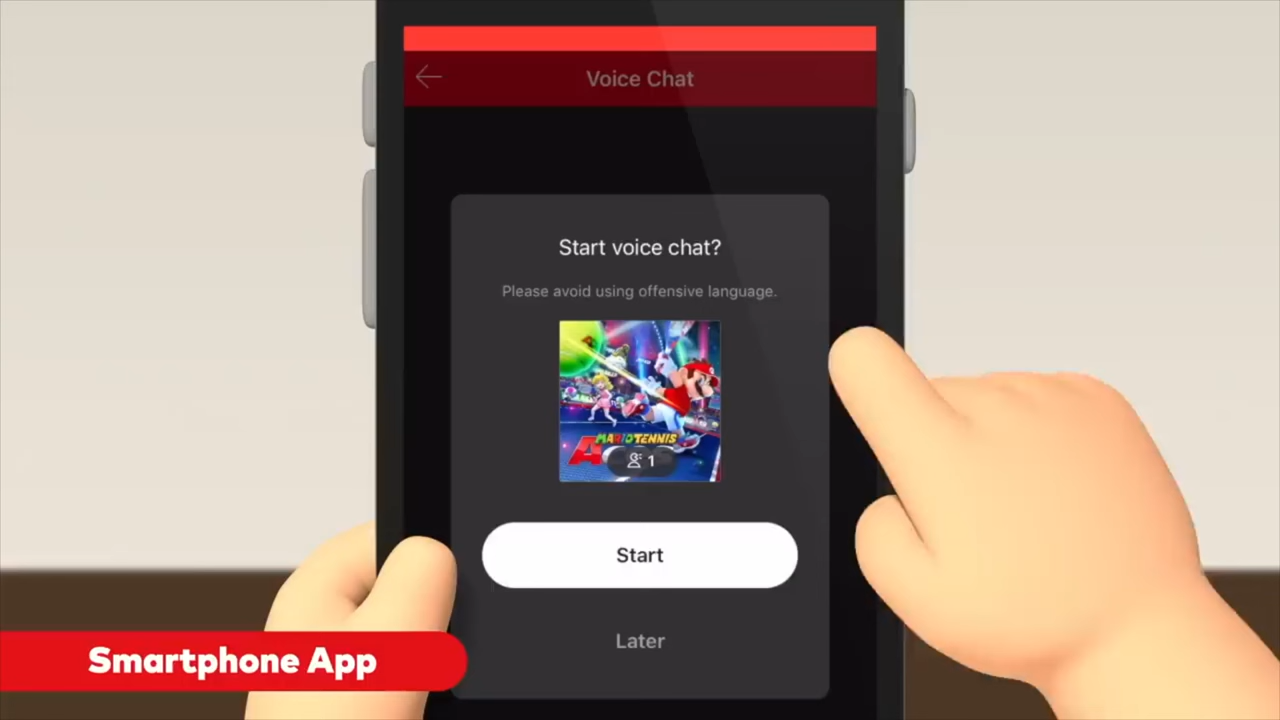 Voice Chat
Start voice chat?
Please avoid using offensive language.
MARIO TENNIS
1
Start
Later
Smartphone App